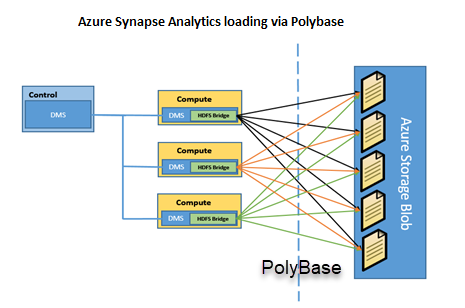 Azure Synapse Analytics loading via Polybase
Control
DMS
Compute
DMS HDFS Bridge
Compute
DMS HDFS Bridge
Compute
DMS HDFS Bridge
Azure Storage Blob
PolyBase